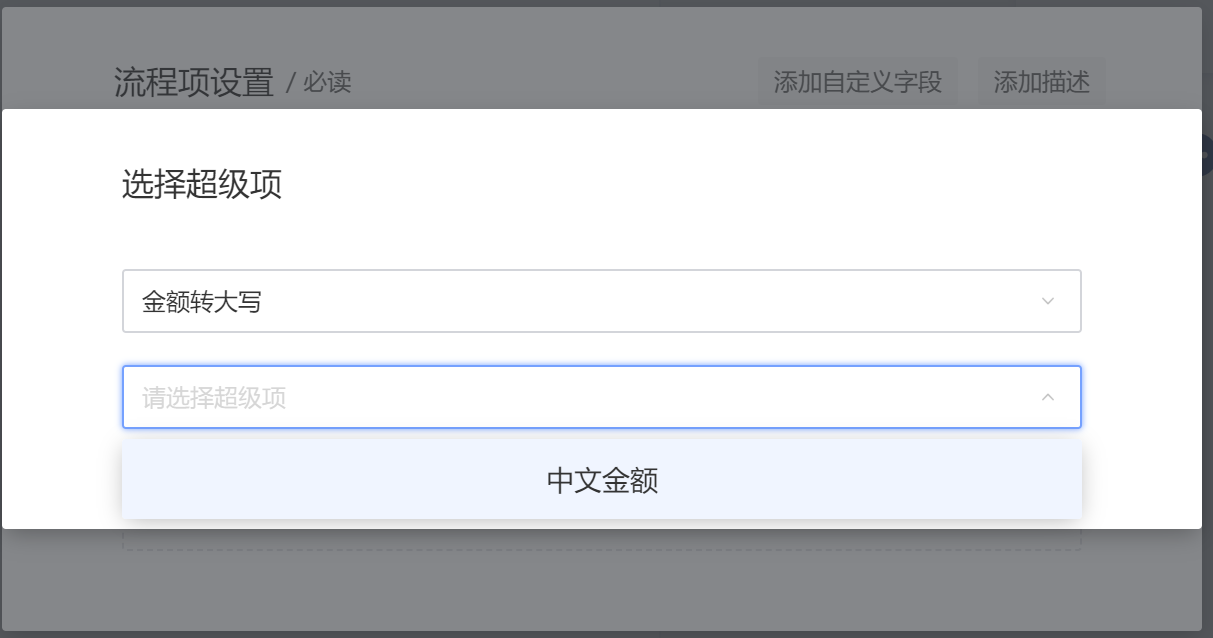 流程项设置 / 必读 添加自定义字段 添加描述
选择超级项
金额转大写
请选择超级项
中文金额